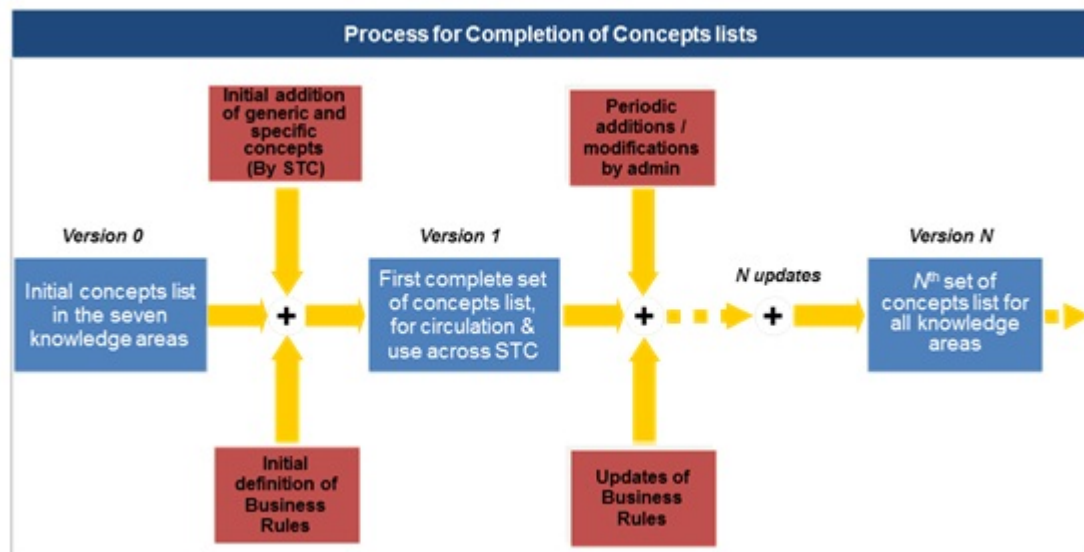 Process for Completion of Concepts lists
Initial addition
of generic and
specific
concepts
(By STC)
Periodic
additions /
modifications
by admin
Version 0
Version 1
N updates
Version N
Initial concepts list
in the seven
knowledge areas
+
First complete set
of concepts list,
for circulation &
use across STC
+
+
Nth set of
concepts list for
all knowledge
areas
Initial
definition of
Business
Rules
Updates of
Business
Rules